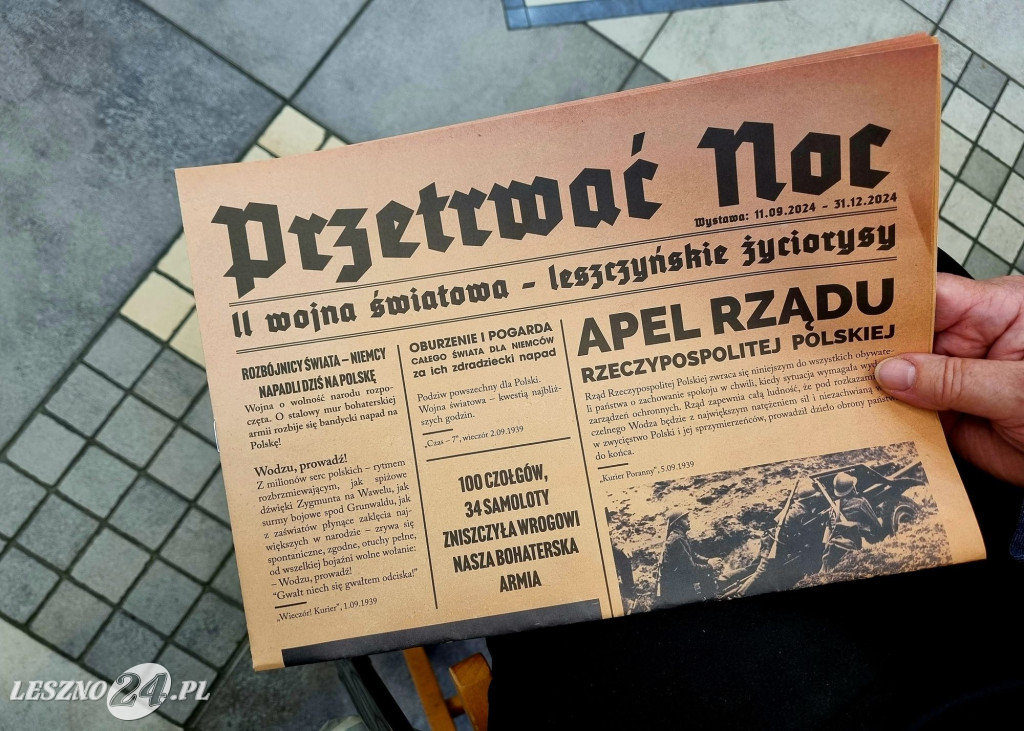 Przetrwać Noc
Wystawa: 11.09.2024 - 31.12.2024
II wojna światowa - leszczyńskie życiorysy
ROZBÓJNICY ŚWIATA – NIEMCY
NAPADLI DZIŚ NA POLSKĘ
Wojna o wolność narodu rozpo-
częta. O stalowy mur bohaterskiej
armii rozbije się bandycki napad na
Polskę!
Wodzu, prowadź!
Z milionów serc polskich – rytmem
rozbrzmiewającym, jak spiżowe
dźwięki Zygmunta na Wawelu, jak
surmy bojowe spod Grunwaldu, jak
z zaświatów płynące zaklęcia naj-
większych w narodzie – zrywa się
spontaniczne, zgodne, otuchy pełne,
od wszelkiej bojaźni wolne wołanie:
– Wodzu, prowadź!
"Gwałt niech się gwałtem odciska!"
„Wieczór! Kurier", 1.09.1939
OBURZENIE I POGARDA
CAŁEGO ŚWIATA DLA NIEMCÓW
za ich zdradziecki napad
Podziw powszechny dla Polski.
Wojna światowa – kwestią najbliż-
szych godzin.
„Czas – 7", wieczór 2.09.1939
100 CZOŁGÓW,
34 SAMOLOTY
ZNISZCZYŁA WROGOWI
NASZA BOHATERSKA
ARMIA
APEL RZĄDU
RZECZYPOSPOLITEJ POLSKIEJ
Rząd Rzeczypospolitej Polskiej zwraca się niniejszym do wszystkich obywate-
li państwa o zachowanie spokoju w chwili, kiedy sytuacja wymagała
zarządzeń ochronnych. Rząd zapewnia całą ludność, że pod rozkazami
czelnego Wodza będzie z największym natężeniem sił i niezachwianą
w zwycięstwo Polski i jej sprzymierzeńców, prowadził dzieło obrony państwa
do końca.
„Kurier Poranny", 5.09.1939
LESZNO24.PL